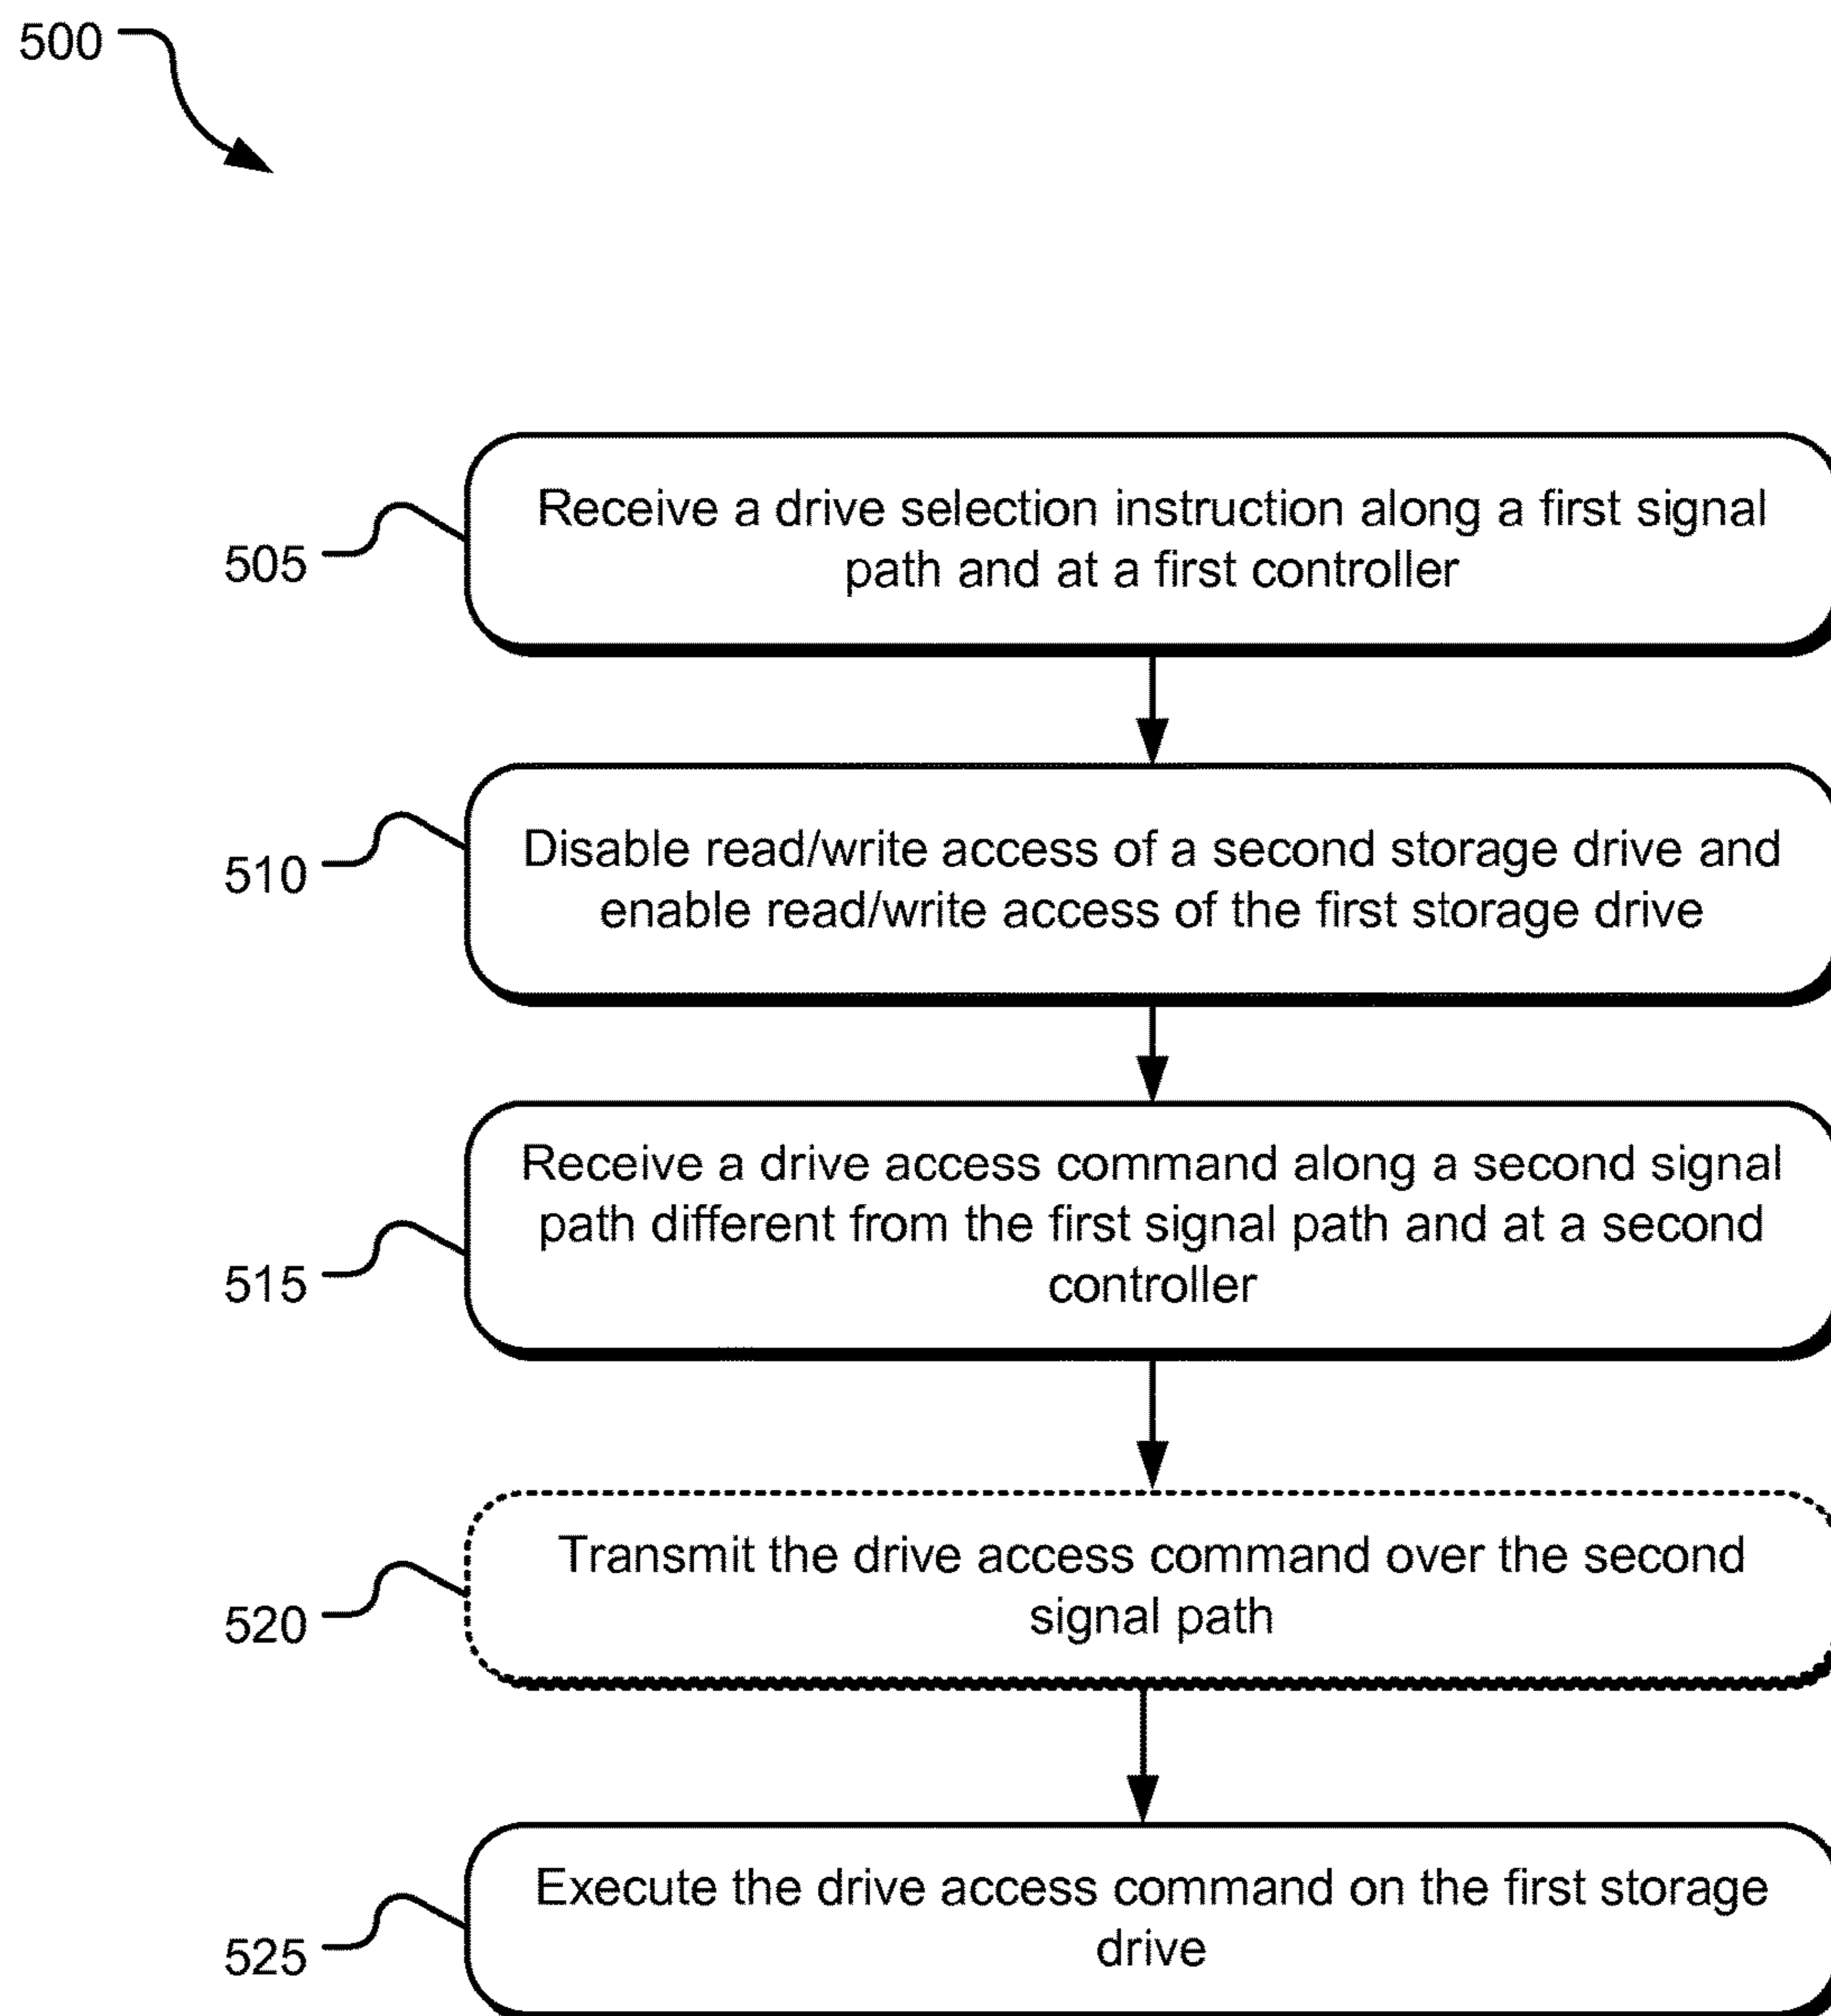 500
Receive a drive selection instruction along a first signal
path and at a first controller
505
Disable read/write access of a second storage drive and
enable read/write access of the first storage drive
510
Receive a drive access command along a second signal
path different from the first signal path and at a second
controller
515
Transmit the drive access command over the second
signal path
520
Execute the drive access command on the first storage
drive
525